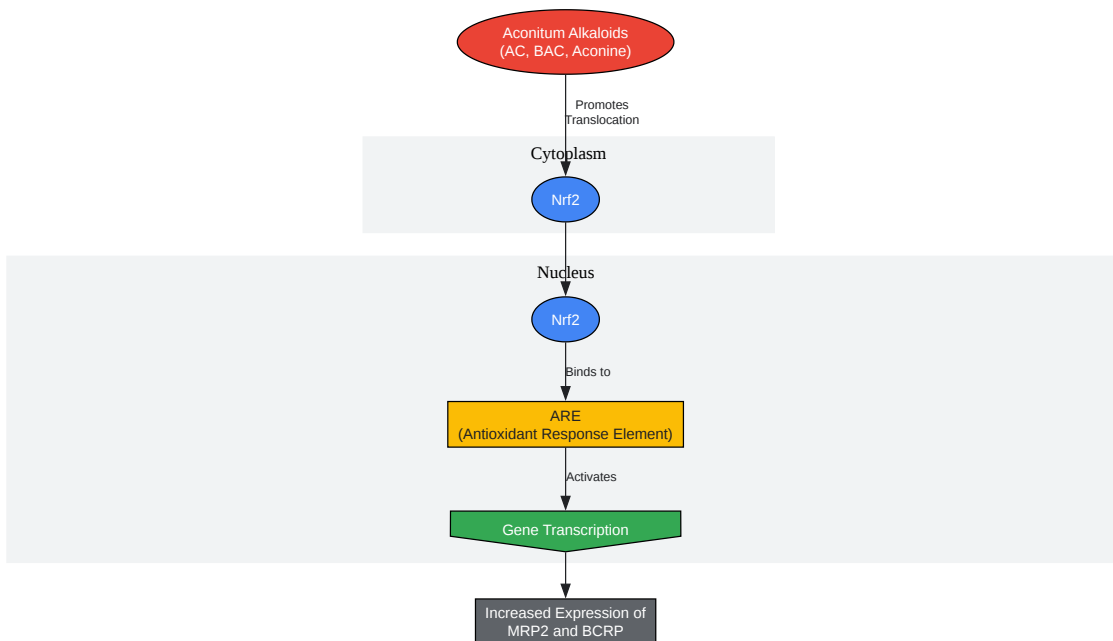 Aconitum Alkaloids
(AC, BAC, Aconine)
Promotes
Translocation
Cytoplasm
Nrf2
Nucleus
Nrf2
Binds to
ARE
(Antioxidant Response Element)
Activates
Gene Transcription
Increased Expression of
MRP2 and BCRP